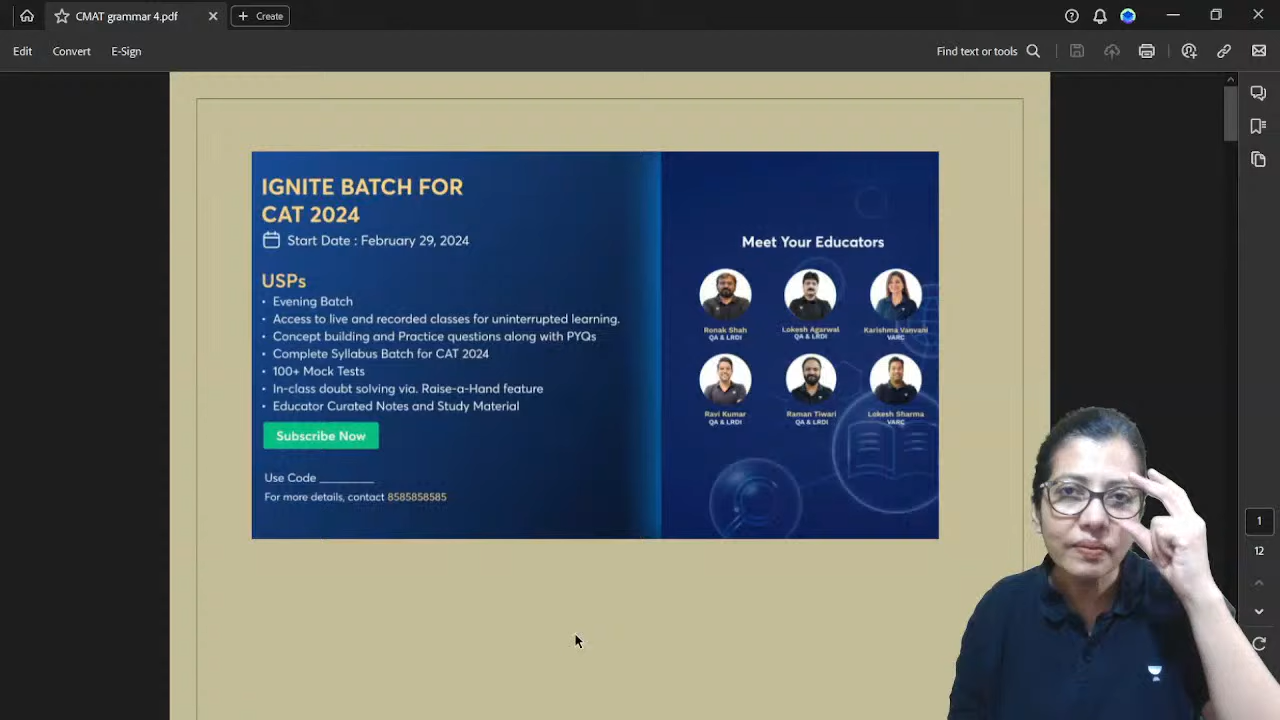 CMAT grammar 4.pdf
Create
Edit
Convert
E-Sign
Find text or tools
IGNITE BATCH FOR
CAT 2024
Start Date : February 29, 2024
USPs
• Evening Batch
• Access to live and recorded classes for uninterrupted learning.
• Concept building and Practice questions along with PYQs
• Complete Syllabus Batch for CAT 2024
• 100+ Mock Tests
• In-class doubt solving via. Raise-a-Hand feature
• Educator Curated Notes and Study Material
Subscribe Now
Use Code _________
For more details, contact 8585858585
Meet Your Educators
Ronak Shah
QA & LRDI
Lokesh Agarwal
QA & LRDI
Karishma Vanvani
VARC
Ravi Kumar
QA & LRDI
Raman Tiwari
QA & LRDI
Lokesh Sharma
VARC
1
12